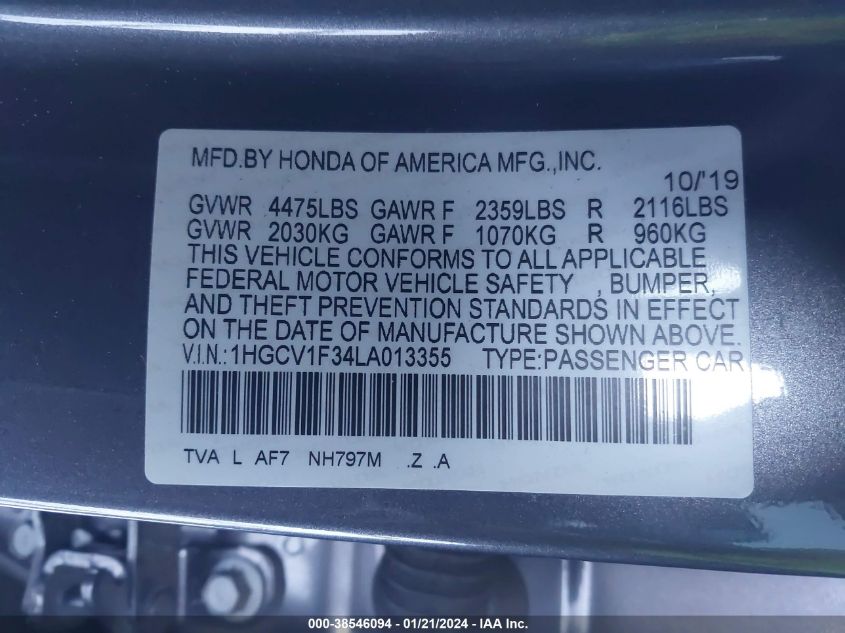 MFD.BY HONDA OF AMERICA MFG.,INC.
10/'19
GVWR 4475LBS GAWR F 2359LBS R 2116LBS
GVWR 2030KG GAWR F 1070KG R 960KG
THIS VEHICLE CONFORMS TO ALL APPLICABLE
FEDERAL MOTOR VEHICLE SAFETY , BUMPER,
AND THEFT PREVENTION STANDARDS IN EFFECT
ON THE DATE OF MANUFACTURE SHOWN ABOVE.
V.I.N.:1HGCV1F34LA013355 TYPE:PASSENGER CAR
TVA L AF7 NH797M .Z .A
000-38546094 - 01/21/2024 - IAA Inc.